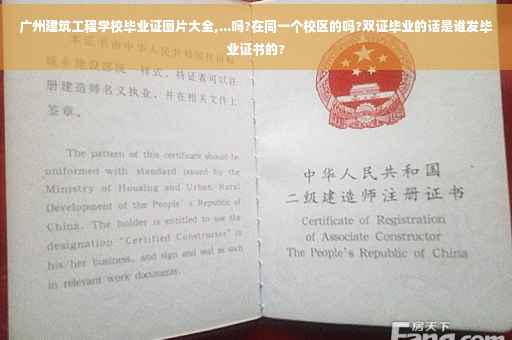 广州建筑工程学校毕业证图片大全,...吗?在同一个校区的吗?双证毕业的话是谁发毕
业证书的?
本证书由中华人民共和国
城乡建设部统一样式，持证者可以注
册建造师名义执业，并在相关文件上
签章。
The pattern of this certificate should be
uniformed with standard issued by the
Ministry of Housing and Urban Rural
Development of the People's Republic of
China. The holder is entitled to use the
designation "Certified Constructor" in
his/her business, and sign and seal as such
in relevant work documents.
中华人民共和国
二级建造师注册证书
Certificate of Registration
of Associate Constructor
The People's Republic of China
房天下
Fang.com